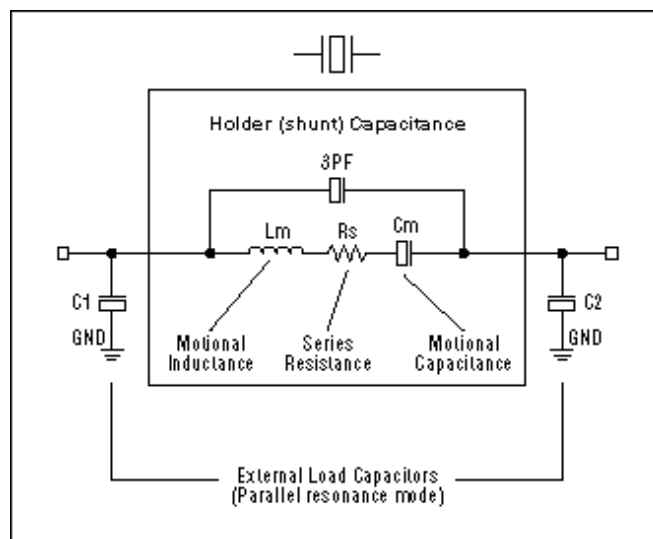 Holder (shunt) Capacitance
3PF
Lm
Rs
Cm
C1
C2
GND
GND
Motional
Inductance
Series
Resistance
Motional
Capacitance
External Load Capacitors
(Parallel resonance mode)